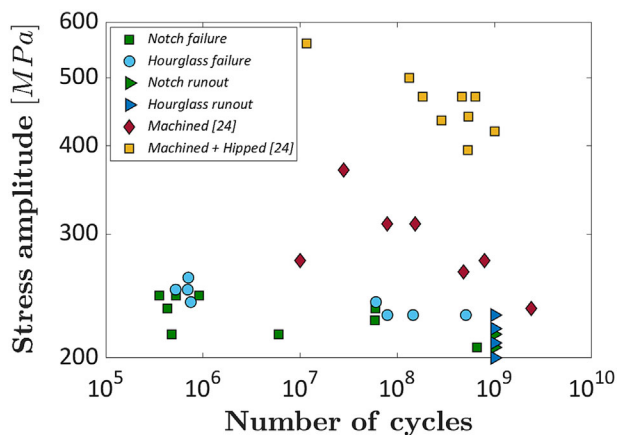 600
500
400
300
200
Stress amplitude [MPa]
Notch failure
Hourglass failure
Notch runout
Hourglass runout
Machined [24]
Machined + Hipped [24]
10^5 10^6 10^7 10^8 10^9 10^10
Number of cycles